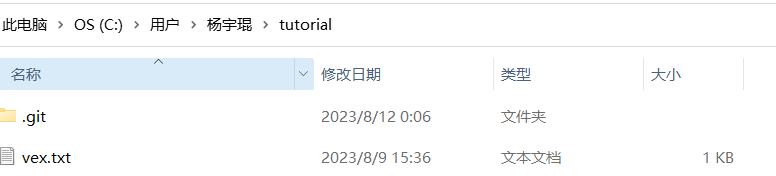 此电脑 > OS (C:) > 用户 > 杨宇琨 > tutorial
名称 修改日期 类型 大小
.git 2023/8/12 0:06 文件夹
vex.txt 2023/8/9 15:36 文本文档 1 KB